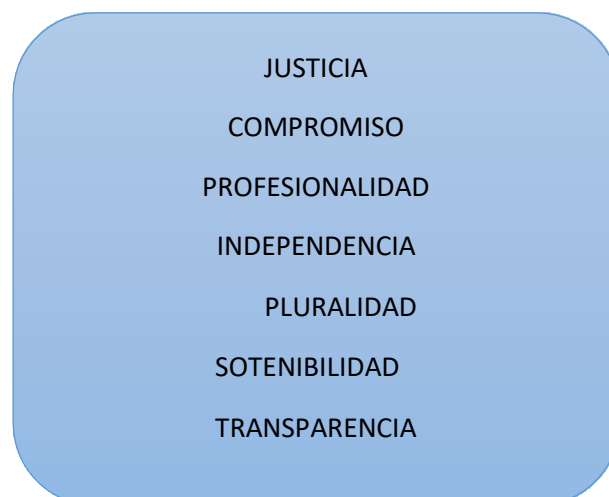 JUSTICIA
COMPROMISO
PROFESIONALIDAD
INDEPENDENCIA
PLURALIDAD
SOTENIBILIDAD
TRANSPARENCIA